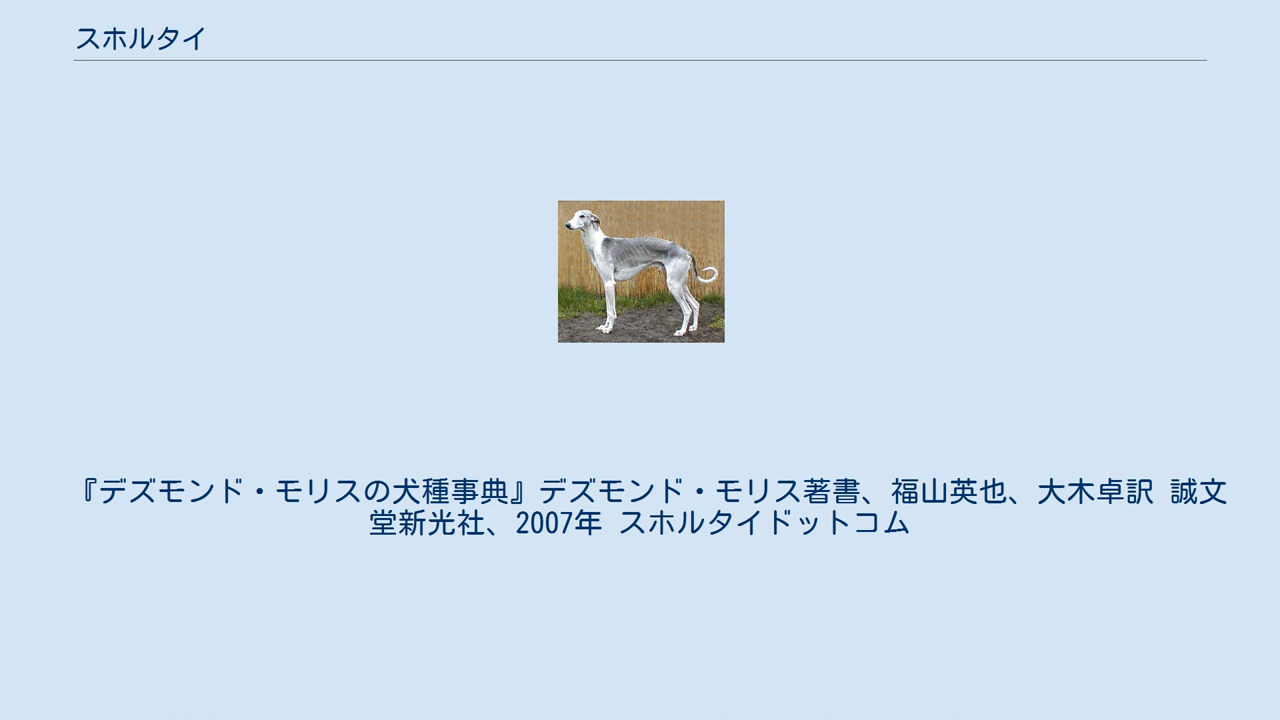 スホルタイ
『デズモンド・モリスの犬種事典』デズモンド・モリス著書、福山英也、大木卓訳 誠文
堂新光社、2007年 スホルタイドットコム